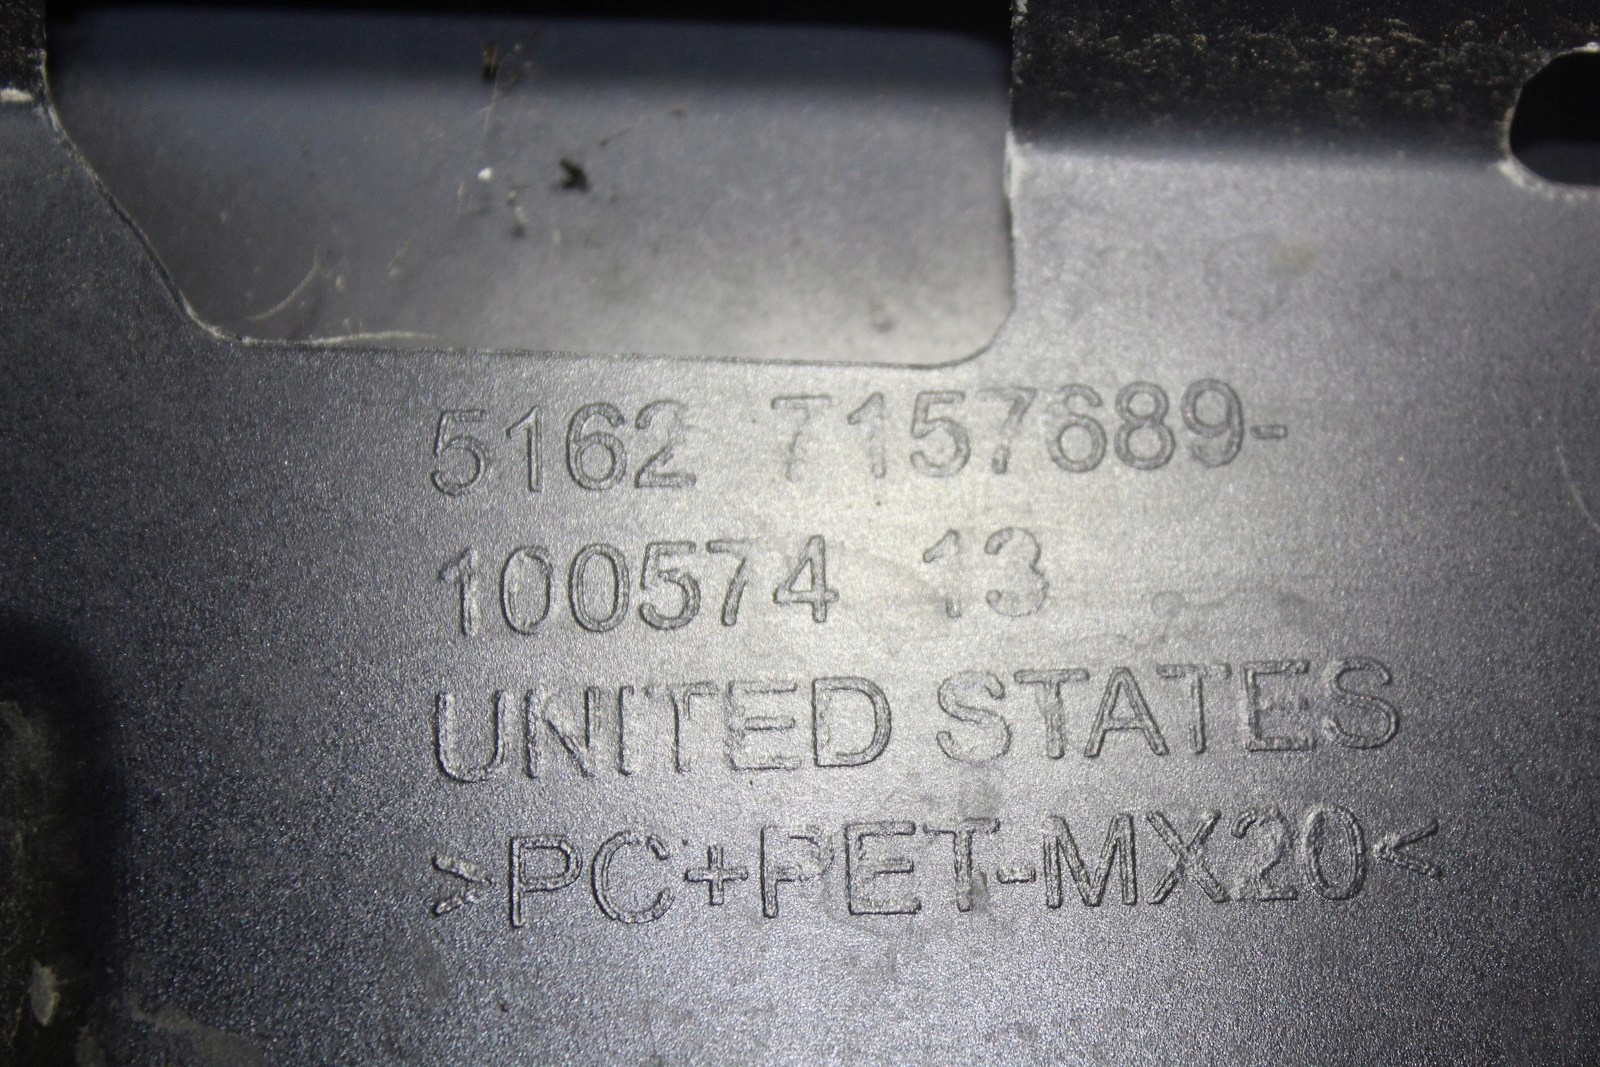 5162 7157689-
100574 13
UNITED STATES
>PC+PET-MX20<